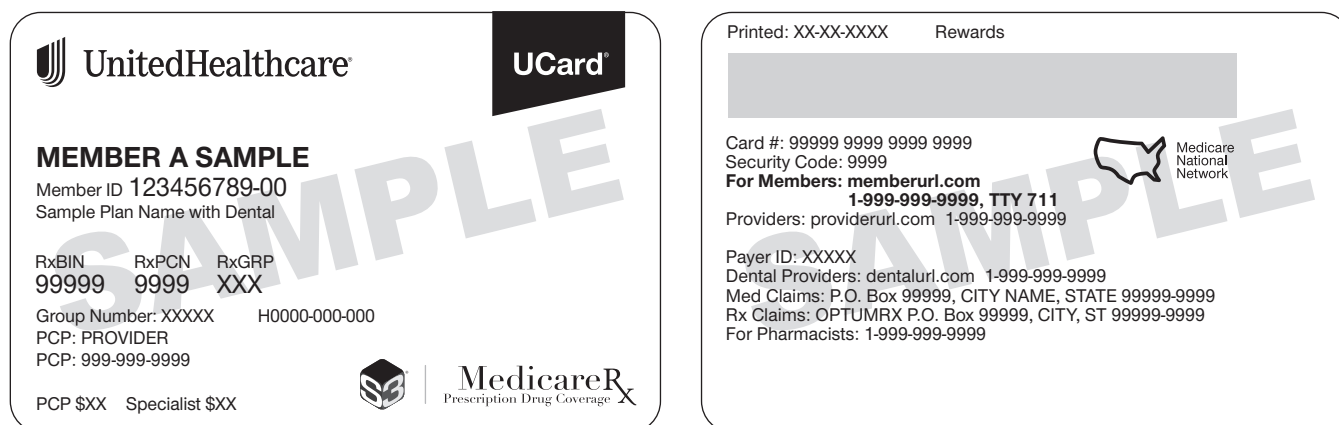 UnitedHealthcare®
UCard®
MEMBER A SAMPLE
Member ID 123456789-00
Sample Plan Name with Dental
RxBIN RxPCN RxGRP
99999 9999 XXX
Group Number: XXXXX H0000-000-000
PCP: PROVIDER
PCP: 999-999-9999
PCP $XX Specialist $XX
S3
MedicareRx
Prescription Drug Coverage
SAMPLE
Printed: XX-XX-XXXX Rewards
Card #: 99999 9999 9999 9999
Security Code: 9999
For Members: memberurl.com
1-999-999-9999, TTY 711
Providers: providerurl.com 1-999-999-9999
Medicare
National
Network
Payer ID: XXXXX
Dental Providers: dentalurl.com 1-999-999-9999
Med Claims: P.O. Box 99999, CITY NAME, STATE 99999-9999
Rx Claims: OPTUMRX P.O. Box 99999, CITY, ST 99999-9999
For Pharmacists: 1-999-999-9999
SAMPLE